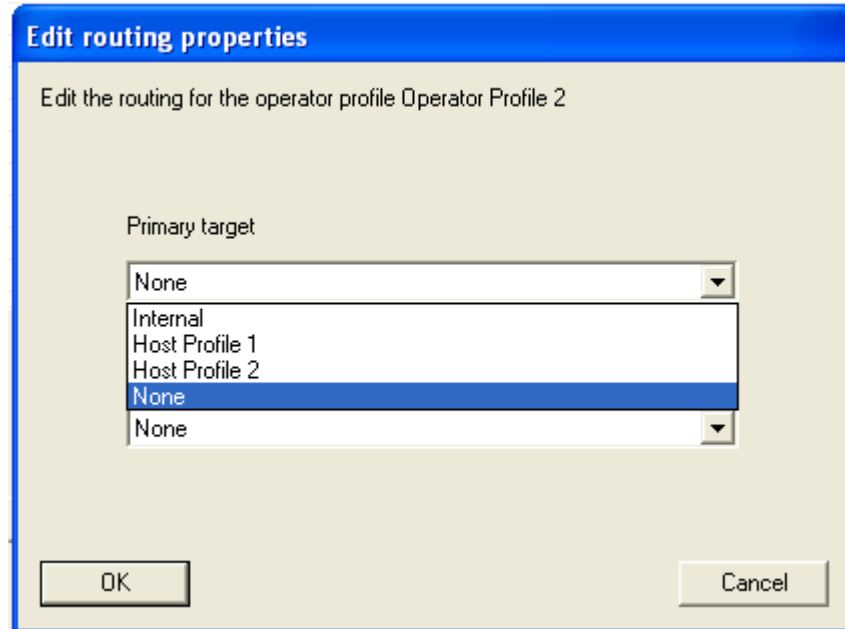 Edit routing properties
Edit the routing for the operator profile Operator Profile 2
Primary target
None
Internal
Host Profile 1
Host Profile 2
None
None
OK
Cancel